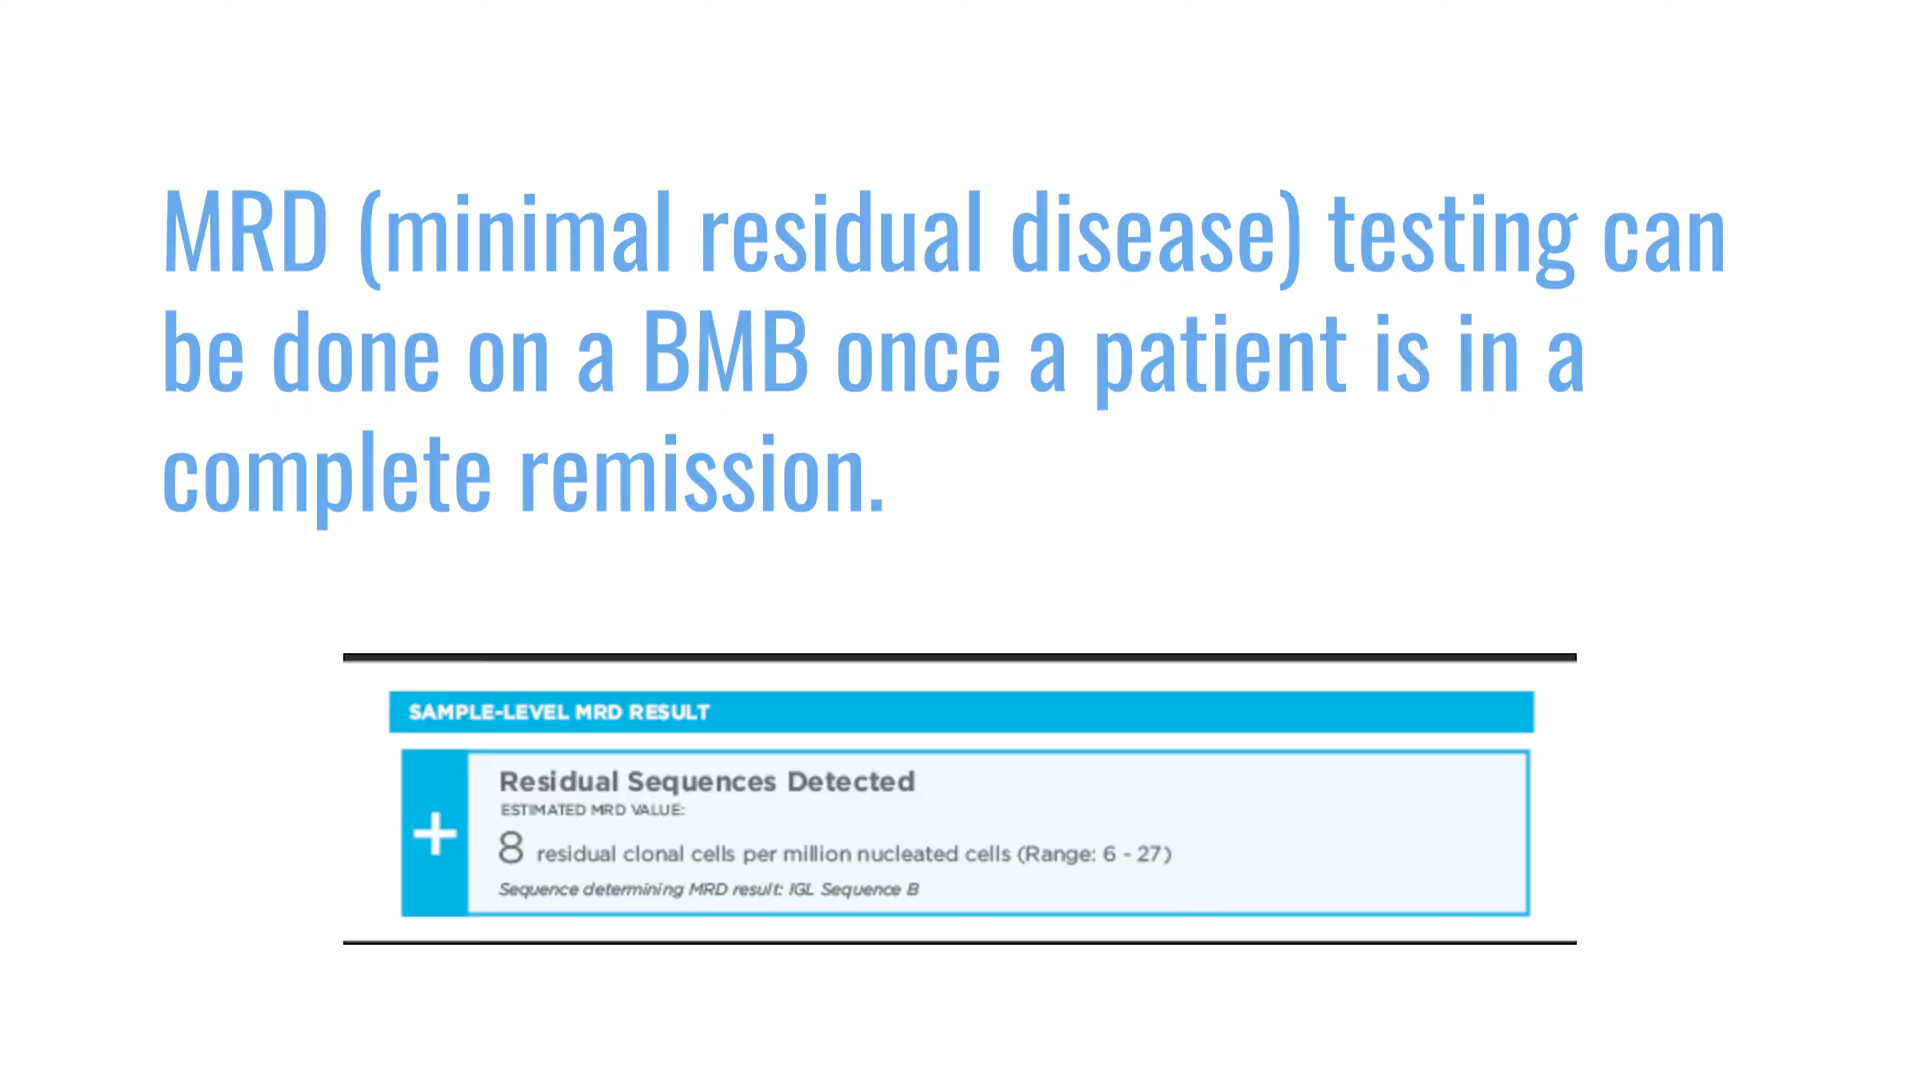 MRD (minimal residual disease) testing can
be done on a BMB once a patient is in a
complete remission.
SAMPLE-LEVEL MRD RESULT
+
Residual Sequences Detected
ESTIMATED MRD VALUE:
8 residual clonal cells per million nucleated cells (Range: 6 - 27)
Sequence determining MRD result: IGL Sequence B